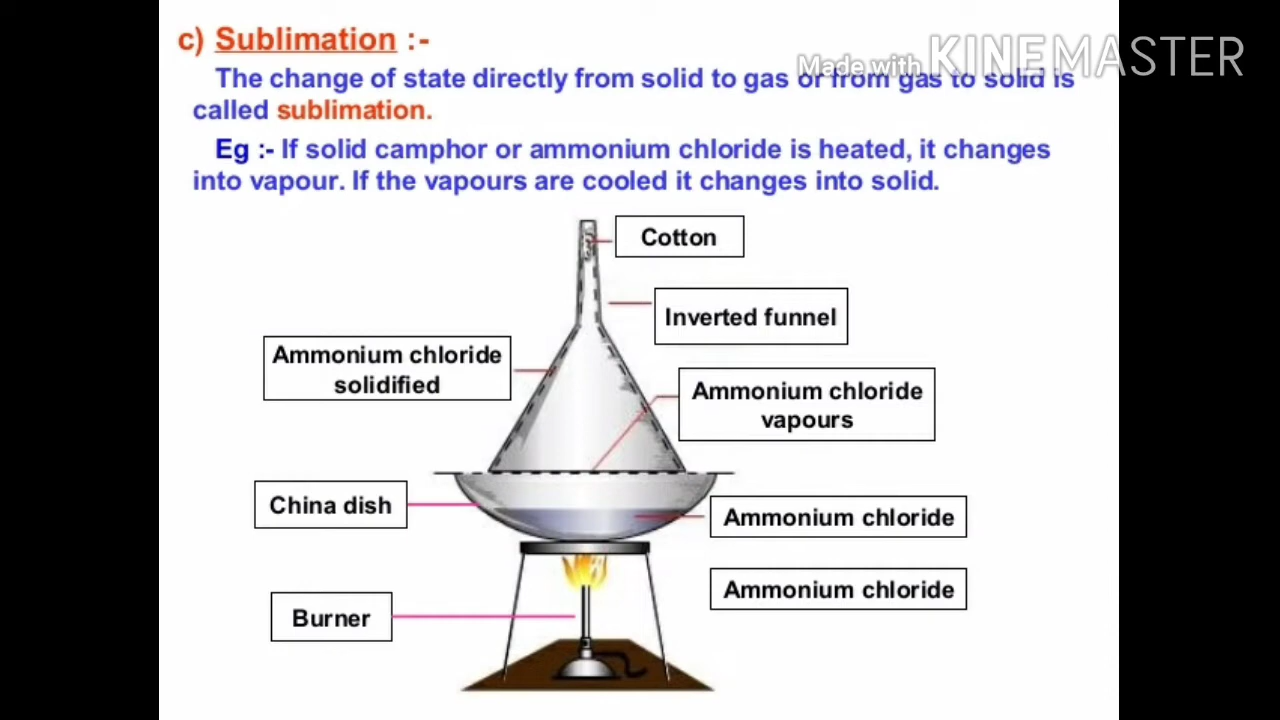 c) Sublimation :-
Made with KINEMASTER
The change of state directly from solid to gas or from gas to solid is
called sublimation.
Eg :- If solid camphor or ammonium chloride is heated, it changes
into vapour. If the vapours are cooled it changes into solid.
Cotton
Inverted funnel
Ammonium chloride
solidified
Ammonium chloride
vapours
China dish
Ammonium chloride
Ammonium chloride
Burner